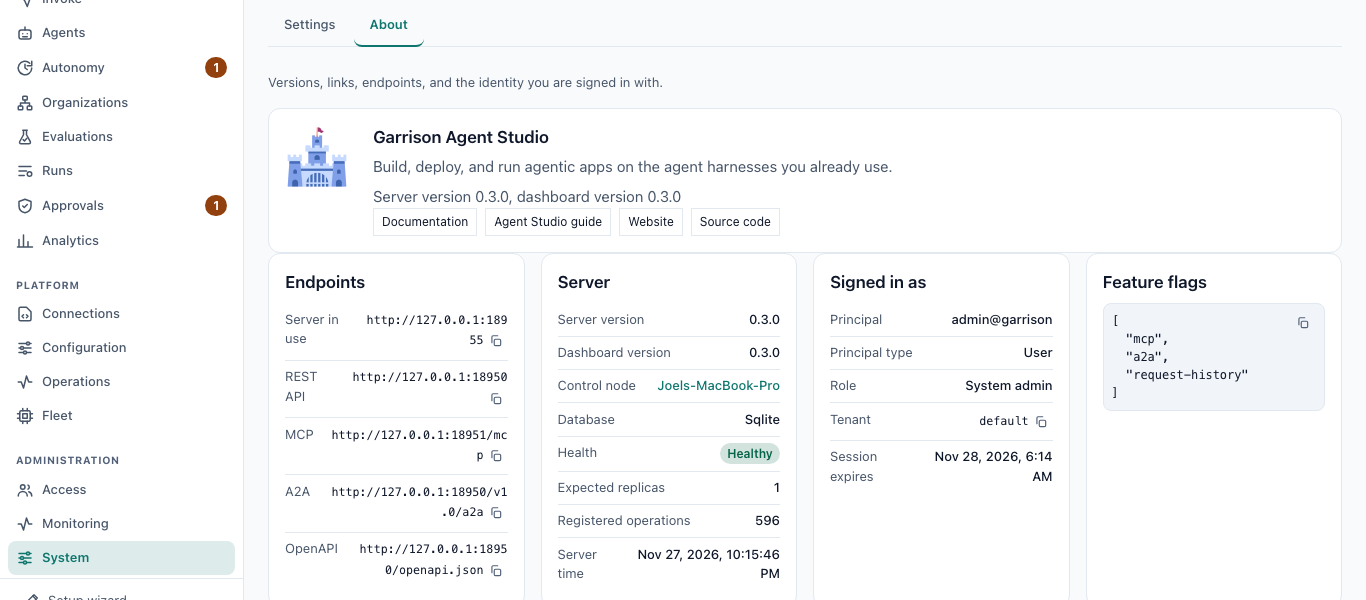 Invoke
Agents
Autonomy
1
Organizations
Evaluations
Runs
Approvals
1
Analytics
PLATFORM
Connections
Configuration
Operations
Fleet
ADMINISTRATION
Access
Monitoring
System
Setup wizard
Settings
About
Versions, links, endpoints, and the identity you are signed in with.
Garrison Agent Studio
Build, deploy, and run agentic apps on the agent harnesses you already use.
Server version 0.3.0, dashboard version 0.3.0
Documentation
Agent Studio guide
Website
Source code
Endpoints
Server in use
http://127.0.0.1:189
55
REST API
http://127.0.0.1:18950
MCP
http://127.0.0.1:18951/mc
p
A2A
http://127.0.0.1:18950/v1
.0/a2a
OpenAPI
http://127.0.0.1:1895
0/openapi.json
Server
Server version 0.3.0
Dashboard version 0.3.0
Control node Joels-MacBook-Pro
Database Sqlite
Health Healthy
Expected replicas 1
Registered operations 596
Server time
Nov 27, 2026, 10:15:46
PM
Signed in as
Principal admin@garrison
Principal type User
Role System admin
Tenant default
Session expires
Nov 28, 2026, 6:14
AM
Feature flags
[
"mcp",
"a2a",
"request-history"
]